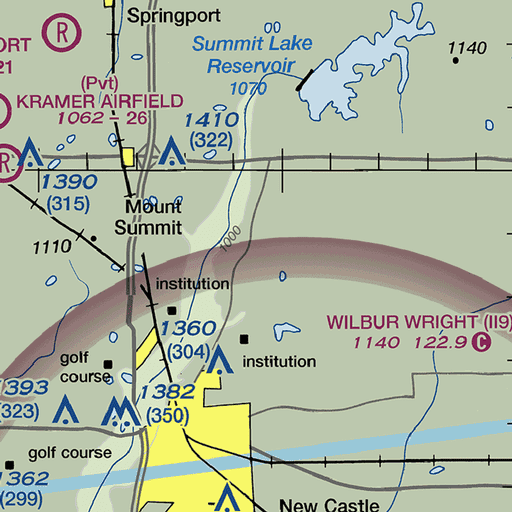 Springport
R
ORT
21
Summit Lake
Reservoir
1070
1140
(Pvt)
KRAMER AIRFIELD
1062 – 26
1410
(322)
R
1390
(315)
Mount
Summit
1000
1110
institution
1360
(304)
WILBUR WRIGHT (II9)
1140 122.9 C
golf
course
institution
1393
(323)
1382
(350)
golf course
1362
(299)
New Castle